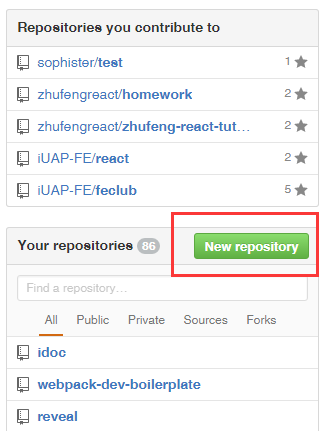 Repositories you contribute to
sophister/test 1
zhufengreact/homework 2
zhufengreact/zhufeng-react-tut… 2
iUAP-FE/react 2
iUAP-FE/feclub 5
Your repositories 86 New repository
Find a repository…
All Public Private Sources Forks
idoc
webpack-dev-boilerplate
reveal